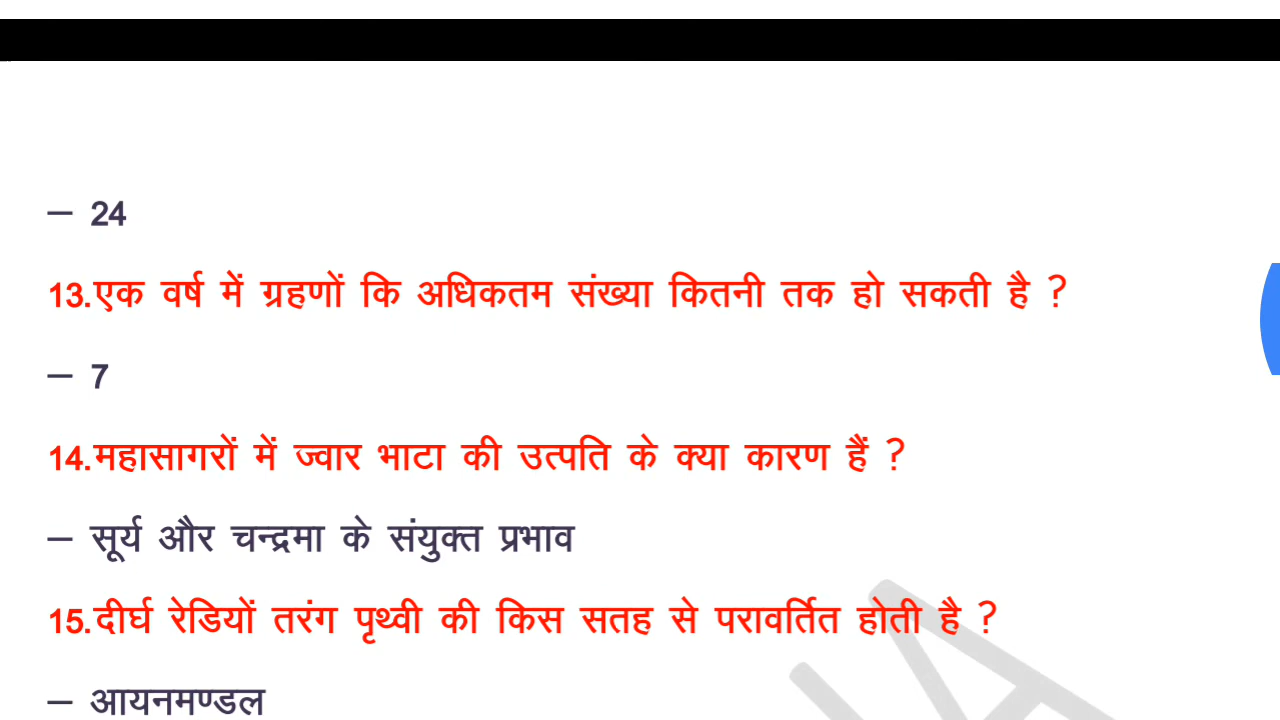 – 24
13.एक वर्ष में ग्रहणों कि अधिकतम संख्या कितनी तक हो सकती है ?
– 7
14.महासागरों में ज्वार भाटा की उत्पति के क्या कारण हैं ?
– सूर्य और चन्द्रमा के संयुक्त प्रभाव
15.दीर्घ रेडियों तरंग पृथ्वी की किस सतह से परावर्तित होती है ?
– आयनमण्डल